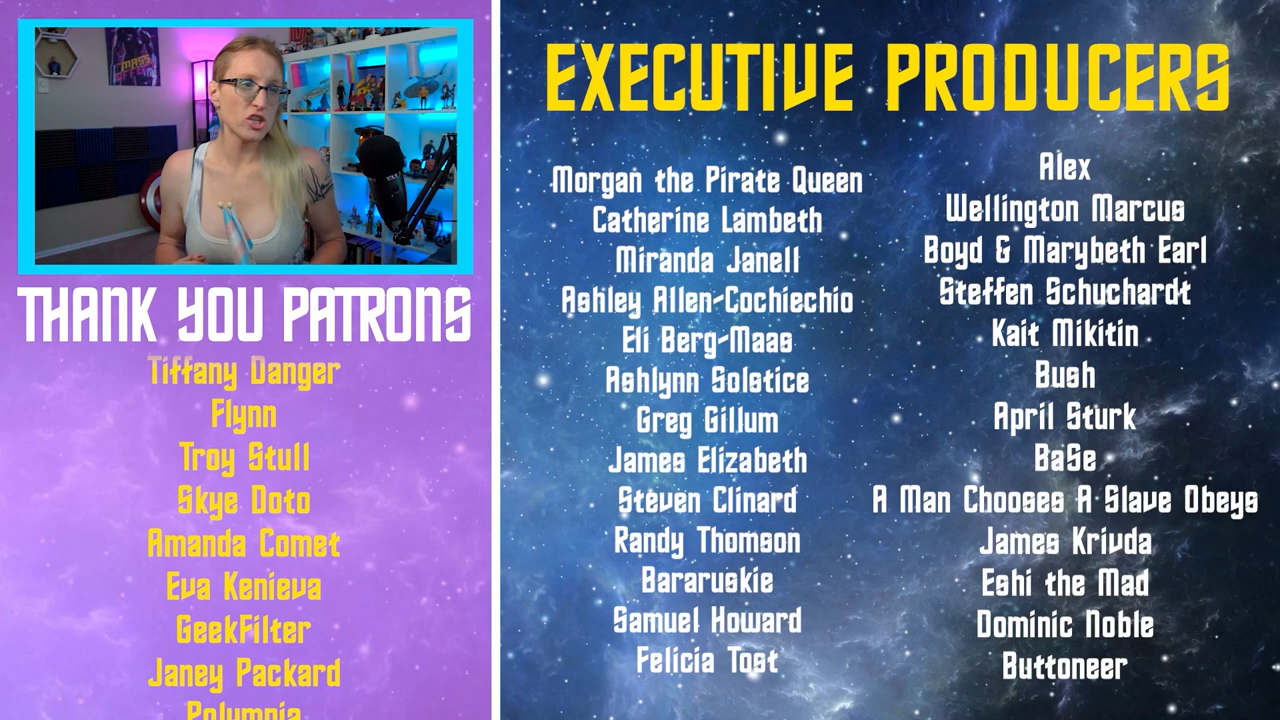 MASS EFFECT
THANK YOU PATRONS
Tiffany Danger
Flynn
Troy Stull
Skye Doto
Amanda Comet
Eva Kenieva
GeekFilter
Janey Packard
Polymnia
EXECUTIVE PRODUCERS
Morgan the Pirate Queen
Catherine Lambeth
Miranda Janell
Ashley Allen-Cochiechio
Eli Berg-Maas
Ashlynn Solstice
Greg Gillum
James Elizabeth
Steven Clinard
Randy Thomson
Bararuskie
Samuel Howard
Felicia Tost
Alex
Wellington Marcus
Boyd & Marybeth Earl
Steffen Schuchardt
Kait Mikitin
Bush
April Sturk
BaSe
A Man Chooses A Slave Obeys
James Krivda
Eshi the Mad
Dominic Noble
Buttoneer